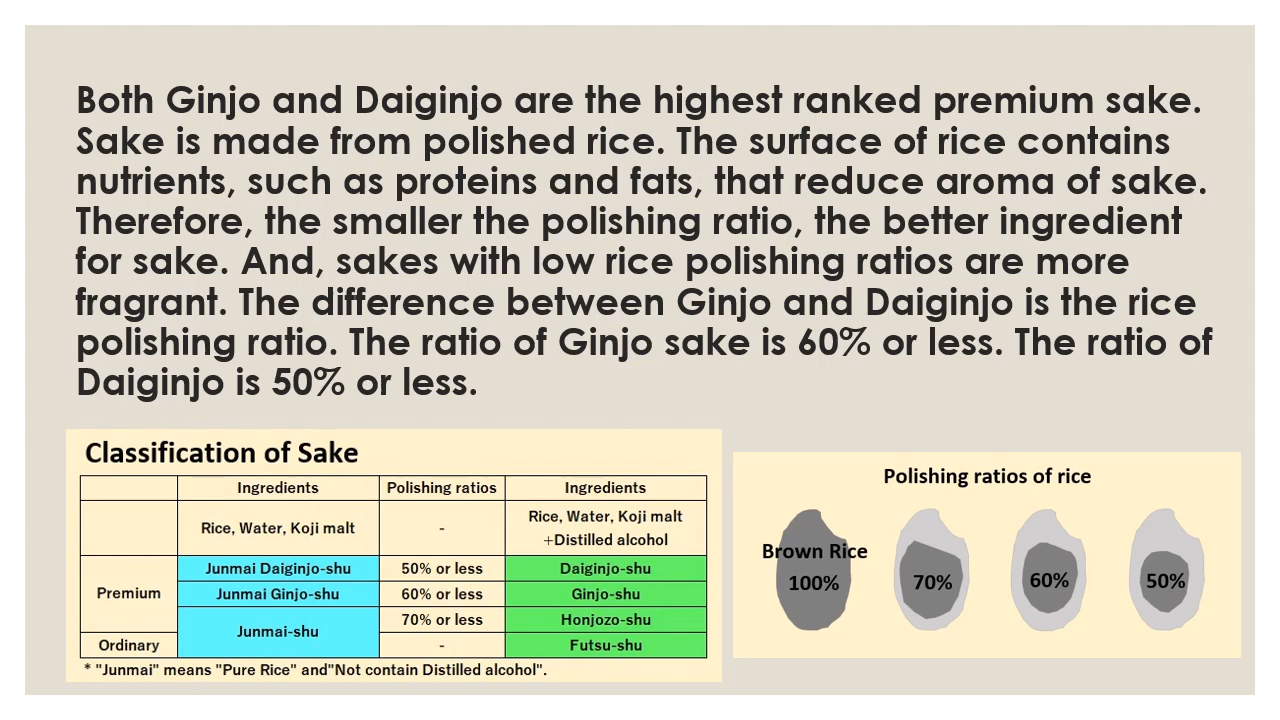 Both Ginjo and Daiginjo are the highest ranked premium sake.
Sake is made from polished rice. The surface of rice contains
nutrients, such as proteins and fats, that reduce aroma of sake.
Therefore, the smaller the polishing ratio, the better ingredient
for sake. And, sakes with low rice polishing ratios are more
fragrant. The difference between Ginjo and Daiginjo is the rice
polishing ratio. The ratio of Ginjo sake is 60% or less. The ratio of
Daiginjo is 50% or less.
Classification of Sake
Ingredients Polishing ratios Ingredients
Rice, Water, Koji malt - Rice, Water, Koji malt
+Distilled alcohol
Premium
Junmai Daiginjo-shu 50% or less Daiginjo-shu
Junmai Ginjo-shu 60% or less Ginjo-shu
Junmai-shu 70% or less Honjozo-shu
Ordinary - Futsu-shu
* "Junmai" means "Pure Rice" and"Not contain Distilled alcohol".
Polishing ratios of rice
Brown Rice
100% 70% 60% 50%